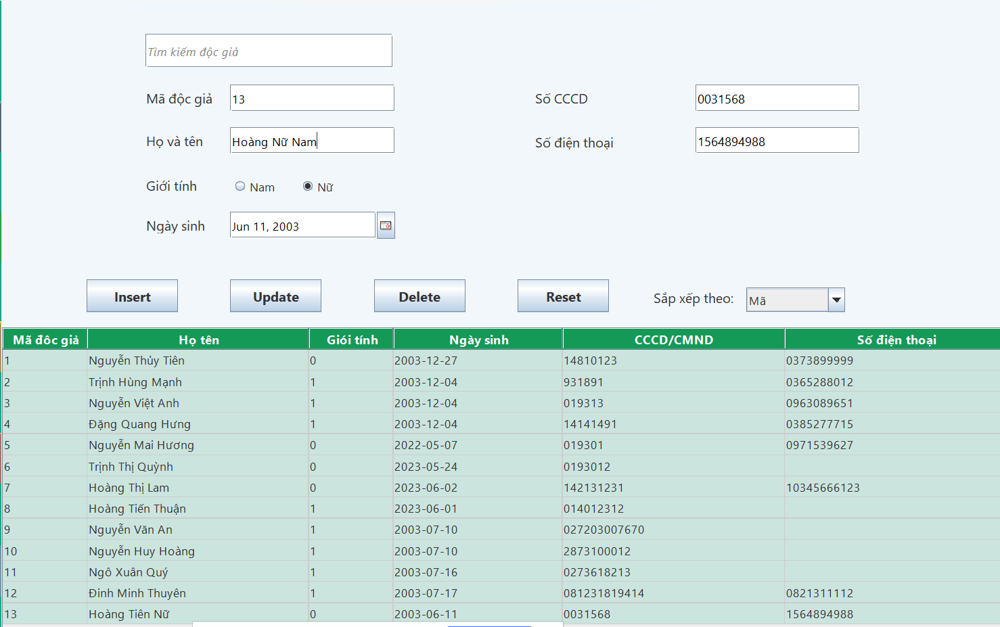 Tìm kiếm độc giả
Mã độc giả 13 Số CCCD 0031568
Họ và tên Hoàng Nữ Nam Số điện thoại 1564894988
Giới tính Nam Nữ
Ngày sinh Jun 11, 2003
Insert Update Delete Reset Sắp xếp theo: Mã
Mã đôc giả Họ tên Giói tính Ngày sinh CCCD/CMND Số điện thoại
1 Nguyễn Thủy Tiên 0 2003-12-27 14810123 0373899999
2 Trịnh Hùng Mạnh 1 2003-12-04 931891 0365288012
3 Nguyễn Việt Anh 1 2003-12-04 019313 0963089651
4 Đặng Quang Hưng 1 2003-12-04 14141491 0385277715
5 Nguyễn Mai Hương 0 2022-05-07 019301 0971539627
6 Trịnh Thị Quỳnh 0 2023-05-24 0193012
7 Hoàng Thị Lam 0 2023-06-02 142131231 10345666123
8 Hoàng Tiến Thuận 1 2023-06-01 014012312
9 Nguyễn Văn An 1 2003-07-10 027203007670
10 Nguyễn Huy Hoàng 1 2003-07-10 2873100012
11 Ngô Xuân Quý 1 2003-07-16 0273618213
12 Đinh Minh Thuyên 1 2003-07-17 081231819414 0821311112
13 Hoàng Tiên Nữ 0 2003-06-11 0031568 1564894988